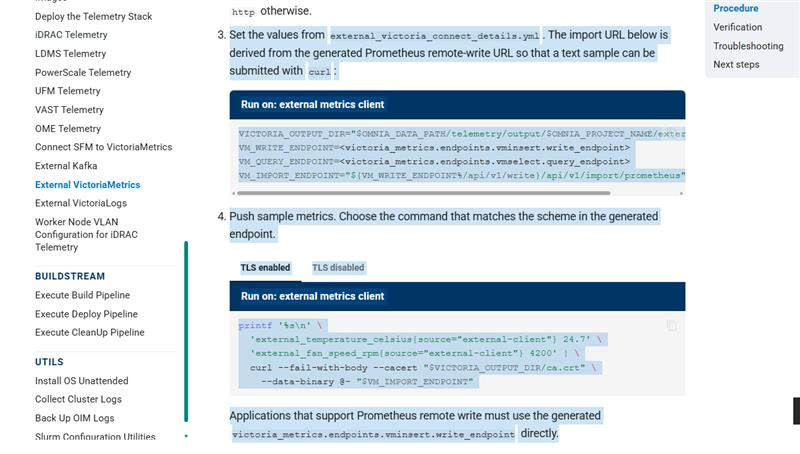 Deploy the Telemetry Stack
iDRAC Telemetry
LDMS Telemetry
PowerScale Telemetry
UFM Telemetry
VAST Telemetry
OME Telemetry
Connect SFM to VictoriaMetrics
External Kafka
External VictoriaMetrics
External VictoriaLogs
Worker Node VLAN
Configuration for iDRAC
Telemetry
BUILDSTREAM
Execute Build Pipeline
Execute Deploy Pipeline
Execute CleanUp Pipeline
UTILS
Install OS Unattended
Collect Cluster Logs
Back Up OIM Logs
Slurm Configuration Utilities
http otherwise.
3. Set the values from external_victoria_connect_details.yml . The import URL below is
derived from the generated Prometheus remote-write URL so that a text sample can be
submitted with curl :
Run on: external metrics client
VICTORIA_OUTPUT_DIR="$OMNIA_DATA_PATH/telemetry/output/$OMNIA_PROJECT_NAME/exter
VM_WRITE_ENDPOINT=<victoria_metrics.endpoints.vminsert.write_endpoint>
VM_QUERY_ENDPOINT=<victoria_metrics.endpoints.vmselect.query_endpoint>
VM_IMPORT_ENDPOINT="${VM_WRITE_ENDPOINT%/api/v1/write}/api/v1/import/prometheus"
4. Push sample metrics. Choose the command that matches the scheme in the generated
endpoint.
TLS enabled TLS disabled
Run on: external metrics client
printf '%s\n' \
'external_temperature_celsius{source="external-client"} 24.7' \
'external_fan_speed_rpm{source="external-client"} 4200' | \
curl --fail-with-body --cacert "$VICTORIA_OUTPUT_DIR/ca.crt" \
--data-binary @- "$VM_IMPORT_ENDPOINT"
Applications that support Prometheus remote write must use the generated
victoria_metrics.endpoints.vminsert.write_endpoint directly.
Procedure
Verification
Troubleshooting
Next steps